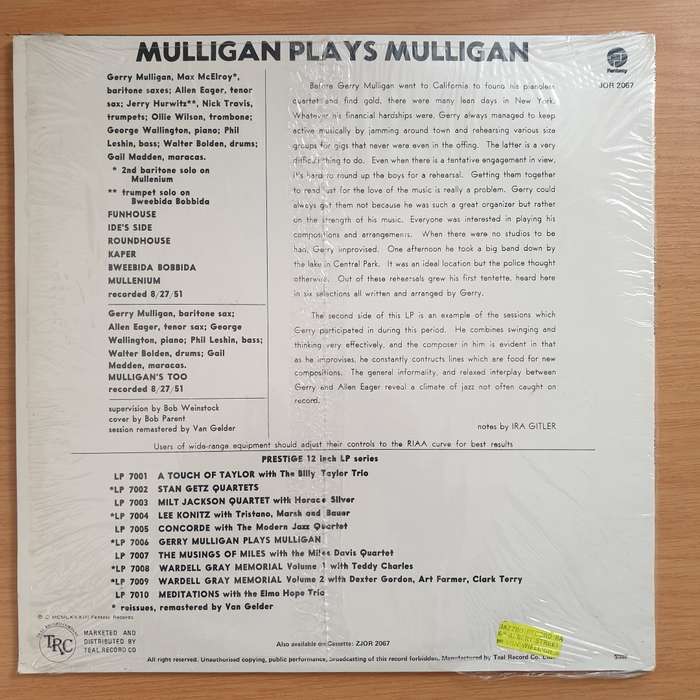 MULLIGAN PLAYS MULLIGAN
Fantasy
JOR 2067
Gerry Mulligan, Max McElroy*,
baritone saxes; Allen Eager, tenor
sax; Jerry Hurwitz**, Nick Travis,
trumpets; Ollie Wilson, trombone;
George Wallington, piano; Phil
Leshin, bass; Walter Bolden, drums;
Gail Madden, maracas.
* 2nd baritone solo on
Mullenium
** trumpet solo on
Bweebida Bobbida
FUNHOUSE
IDE'S SIDE
ROUNDHOUSE
KAPER
BWEEBIDA BOBBIDA
MULLENIUM
recorded 8/27/51
Gerry Mulligan, baritone sax;
Allen Eager, tenor sax; George
Wallington, piano; Phil Leshin, bass;
Walter Bolden, drums; Gail
Madden, maracas.
MULLIGAN'S TOO
recorded 8/27/51
supervision by Bob Weinstock
cover by Bob Parent
session remastered by Van Gelder
Before Gerry Mulligan went to California to found his pianoless
quartet and find gold, there were many lean days in New York.
Whatever his financial hardships were, Gerry always managed to keep
active musically by jamming around town and rehearsing various size
groups for gigs that never were even in the offing. The latter is a very
difficult thing to do. Even when there is a tentative engagement in view,
it's hard to round up the boys for a rehearsal. Getting them together
to read just for the love of the music is really a problem. Gerry could
always get them not because he was such a great organizer but rather
on the strength of his music. Everyone was interested in playing his
compositions and arrangements. When there were no studios to be
had, Gerry improvised. One afternoon he took a big band down by
the lake in Central Park. It was an ideal location but the police thought
otherwise. Out of these rehearsals grew his first tentette, heard here
in six selections all written and arranged by Gerry.
The second side of this LP is an example of the sessions which
Gerry participated in during this period. He combines swinging and
thinking very effectively, and the composer in him is evident in that
as he improvises, he constantly constructs lines which are food for new
compositions. The general informality, and relaxed interplay between
Gerry and Allen Eager reveal a climate of jazz not often caught on
record.
notes by IRA GITLER
Users of wide-range equipment should adjust their controls to the RIAA curve for best results
PRESTIGE 12 inch LP series
LP 7001 A TOUCH OF TAYLOR with The Billy Taylor Trio
*LP 7002 STAN GETZ QUARTETS
LP 7003 MILT JACKSON QUARTET with Horace Silver
*LP 7004 LEE KONITZ with Tristano, Marsh and Bauer
LP 7005 CONCORDE with The Modern Jazz Quartet
*LP 7006 GERRY MULLIGAN PLAYS MULLIGAN
LP 7007 THE MUSINGS OF MILES with the Miles Davis Quartet
*LP 7008 WARDELL GRAY MEMORIAL Volume 1 with Teddy Charles
*LP 7009 WARDELL GRAY MEMORIAL Volume 2 with Dexter Gordon, Art Farmer, Clark Terry
LP 7010 MEDITATIONS with the Elmo Hope Trio
* reissues, remastered by Van Gelder
Fantasy Records
TRC
MARKETED AND
DISTRIBUTED BY
TEAL RECORD CO
Also available on Cassette: ZJOR 2067
All right reserved. Unauthorised copying, public performance, broadcasting of this record forbidden. Manufactured by Teal Record Co.